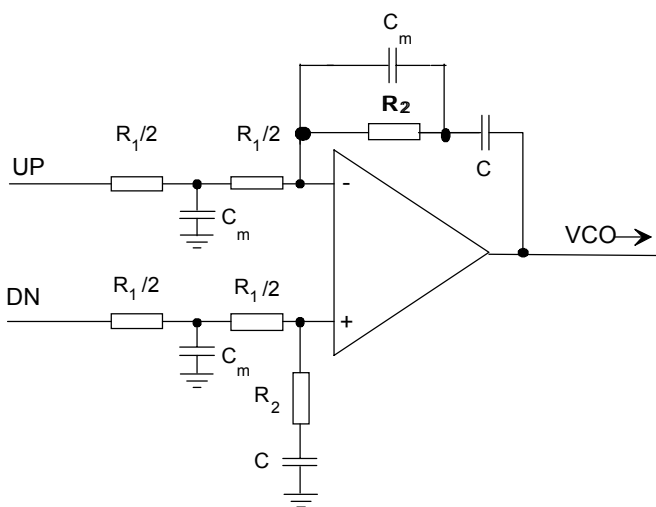 C m
R2
R1/2 R1/2
UP
-
C
C m
VCO
R1/2 R1/2
DN
+
C m
R2
C